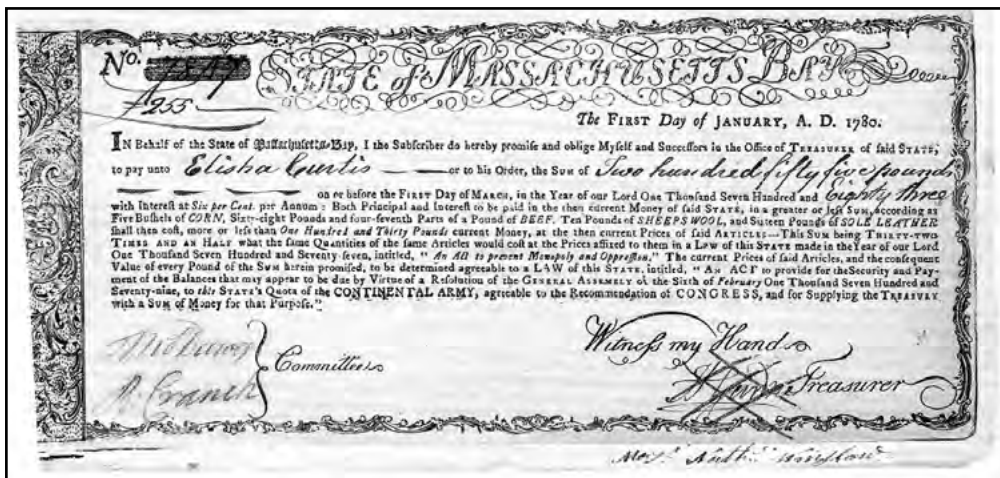 No.
STATE of MASSACHUSETTS BAY
£255
The FIRST Day of JANUARY, A. D. 1780.
IN Behalf of the State of Massachusetts-Bay, I the Subſcriber do hereby promiſe and oblige Myſelf and Succeſſors in the Office of TREASURER of ſaid STATE,
to pay unto Eliſha Curtis or to his Order, the SUM of Two hundred fifty five pounds
on or before the FIRST Day of MARCH, in the Year of our Lord One Thouſand Seven Hundred and Eighty three
with Intereſt at Six per Cent. per Annum: Both Principal and Intereſt to be paid in the then current Money of ſaid STATE, in a greater or leſs SUM, according as
Five Buſhels of CORN, Sixty-eight Pounds and four-ſeventh Parts of a Pound of BEEF, Ten Pounds of SHEEPS WOOL, and Sixteen Pounds of SOLE LEATHER
ſhall then coſt, more or leſs than One Hundred and Thirty Pounds current Money, at the then current Prices of ſaid ARTICLES—This SUM being THIRTY-TWO
TIMES AND AN HALF what the ſame Quantities of the ſame Articles would coſt at the Prices affixed to them in a LAW of this STATE made in the Year of our Lord
One Thouſand Seven Hundred and Seventy-ſeven, intitled, "An ACT to prevent Monopoly and Oppreſſion." The current Prices of ſaid Articles, and the conſequent
Value of every Pound of the SUM herein promiſed, to be determined agreeable to a LAW of this STATE, intitled, "AN ACT to provide for the Security and Pay-
ment of the Balances that may appear to be due by Virtue of a Reſolution of the GENERAL ASSEMBLY of the Sixth of February One Thouſand Seven Hundred and
Seventy-nine, to this STATE'S Quota of the CONTINENTAL ARMY, agreeable to the Recommendation of CONGRESS, and for Supplying the TREASURY
with a SUM of Money for that Purpoſe."
Witneſs my Hand
Committee
R. Cranch
Treaſurer